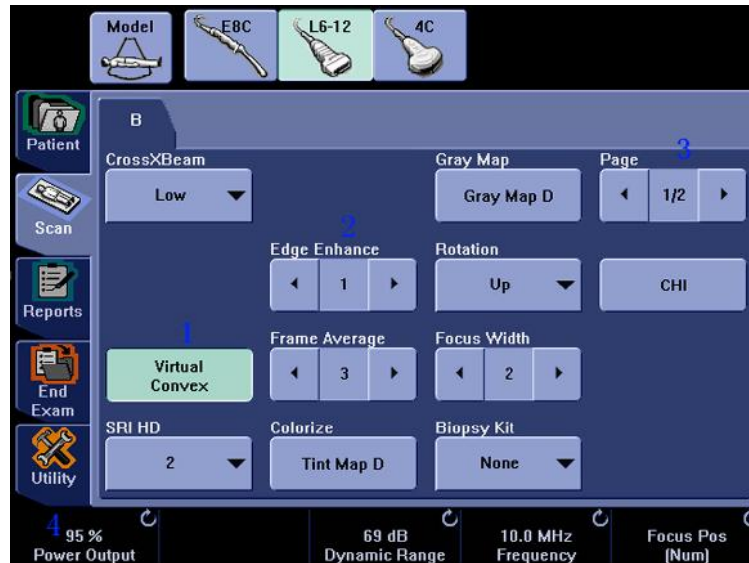 Model
E8C
L6-12
4C
Patient
B
3
CrossXBeam
Gray Map
Page
Low
Gray Map D
1/2
Scan
2
Edge Enhance
Rotation
1
Up
CHI
Reports
1
Frame Average
Focus Width
Virtual
Convex
3
2
End
Exam
SRI HD
Colorize
Biopsy Kit
2
Tint Map D
None
Utility
4
95 %
Power Output
69 dB
Dynamic Range
10.0 MHz
Frequency
Focus Pos
(Num)